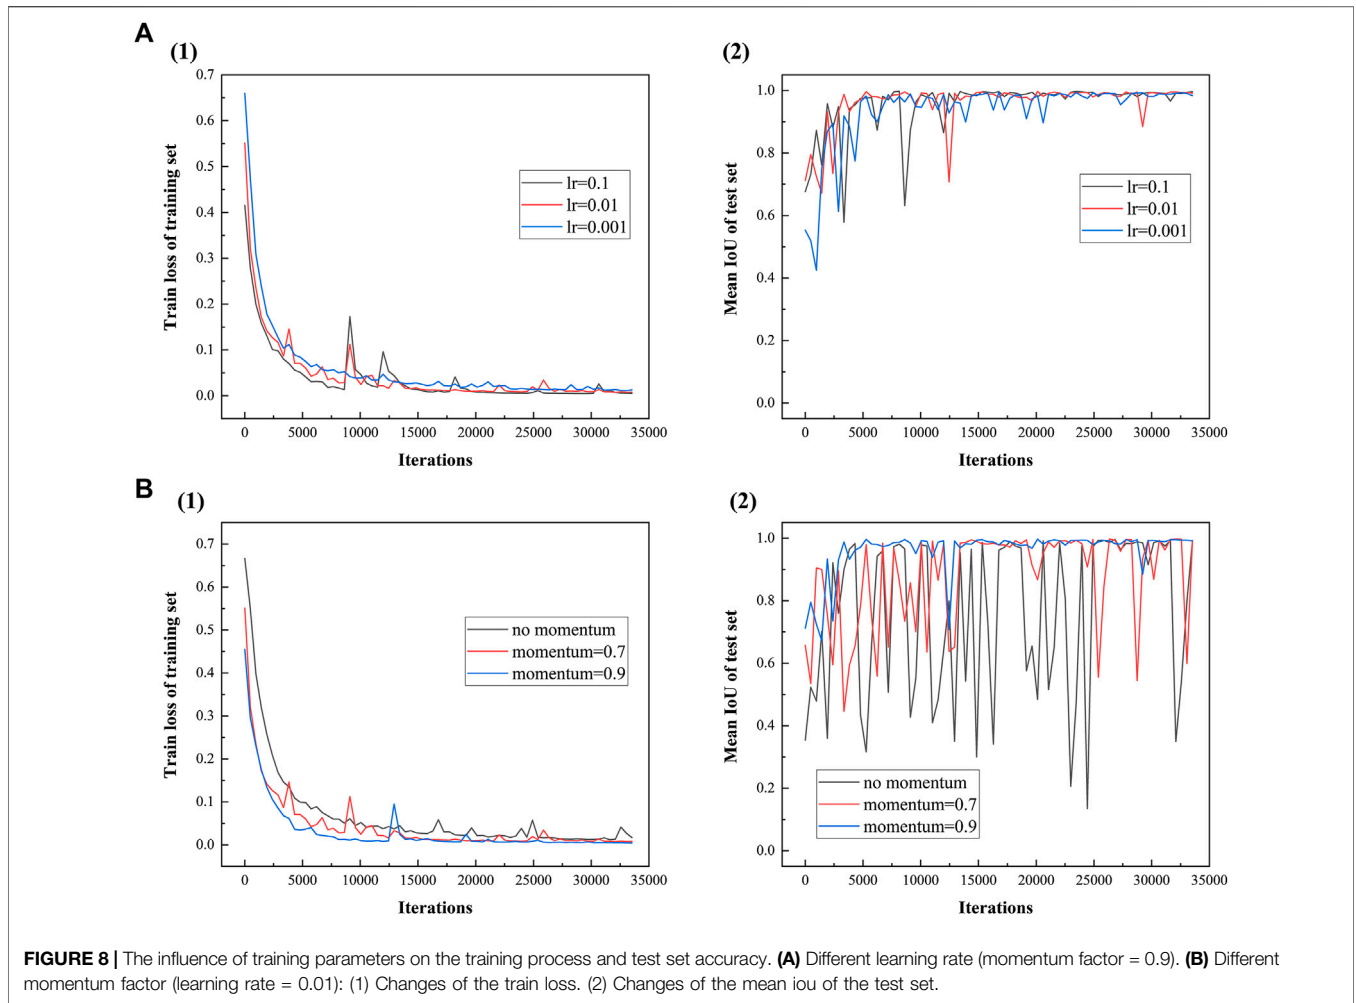 A
(1)
0.7
0.6
0.5
0.4
0.3
0.2
0.1
0.0
Train loss of training set
lr=0.1
lr=0.01
lr=0.001
0 5000 10000 15000 20000 25000 30000 35000
Iterations
(2)
1.0
0.8
0.6
0.4
0.2
0.0
Mean IoU of test set
lr=0.1
lr=0.01
lr=0.001
0 5000 10000 15000 20000 25000 30000 35000
Iterations
B
(1)
0.7
0.6
0.5
0.4
0.3
0.2
0.1
0.0
Train loss of training set
no momentum
momentum=0.7
momentum=0.9
0 5000 10000 15000 20000 25000 30000 35000
Iterations
(2)
1.0
0.8
0.6
0.4
0.2
0.0
Mean IoU of test set
no momentum
momentum=0.7
momentum=0.9
0 5000 10000 15000 20000 25000 30000 35000
Iterations
FIGURE 8 | The influence of training parameters on the training process and test set accuracy. (A) Different learning rate (momentum factor = 0.9). (B) Different
momentum factor (learning rate = 0.01): (1) Changes of the train loss. (2) Changes of the mean iou of the test set.